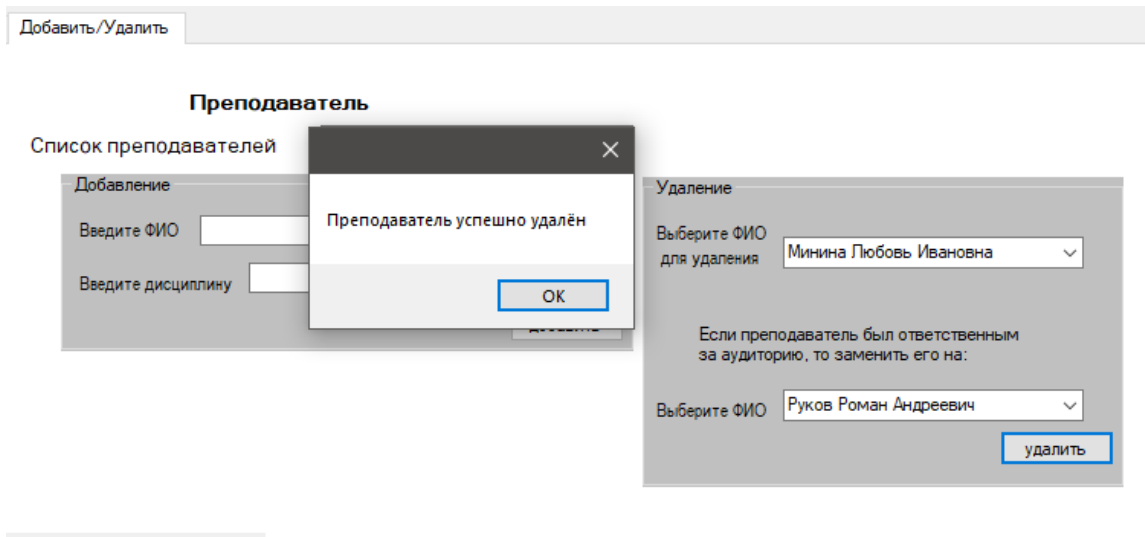 Добавить/Удалить
Преподаватель
Список преподавателей
Добавление
Введите ФИО
Введите дисциплину
Преподаватель успешно удалён
OK
Удаление
Выберите ФИО
для удаления
Минина Любовь Ивановна
Если преподаватель был ответственным
за аудиторию, то заменить его на:
Выберите ФИО
Руков Роман Андреевич
удалить